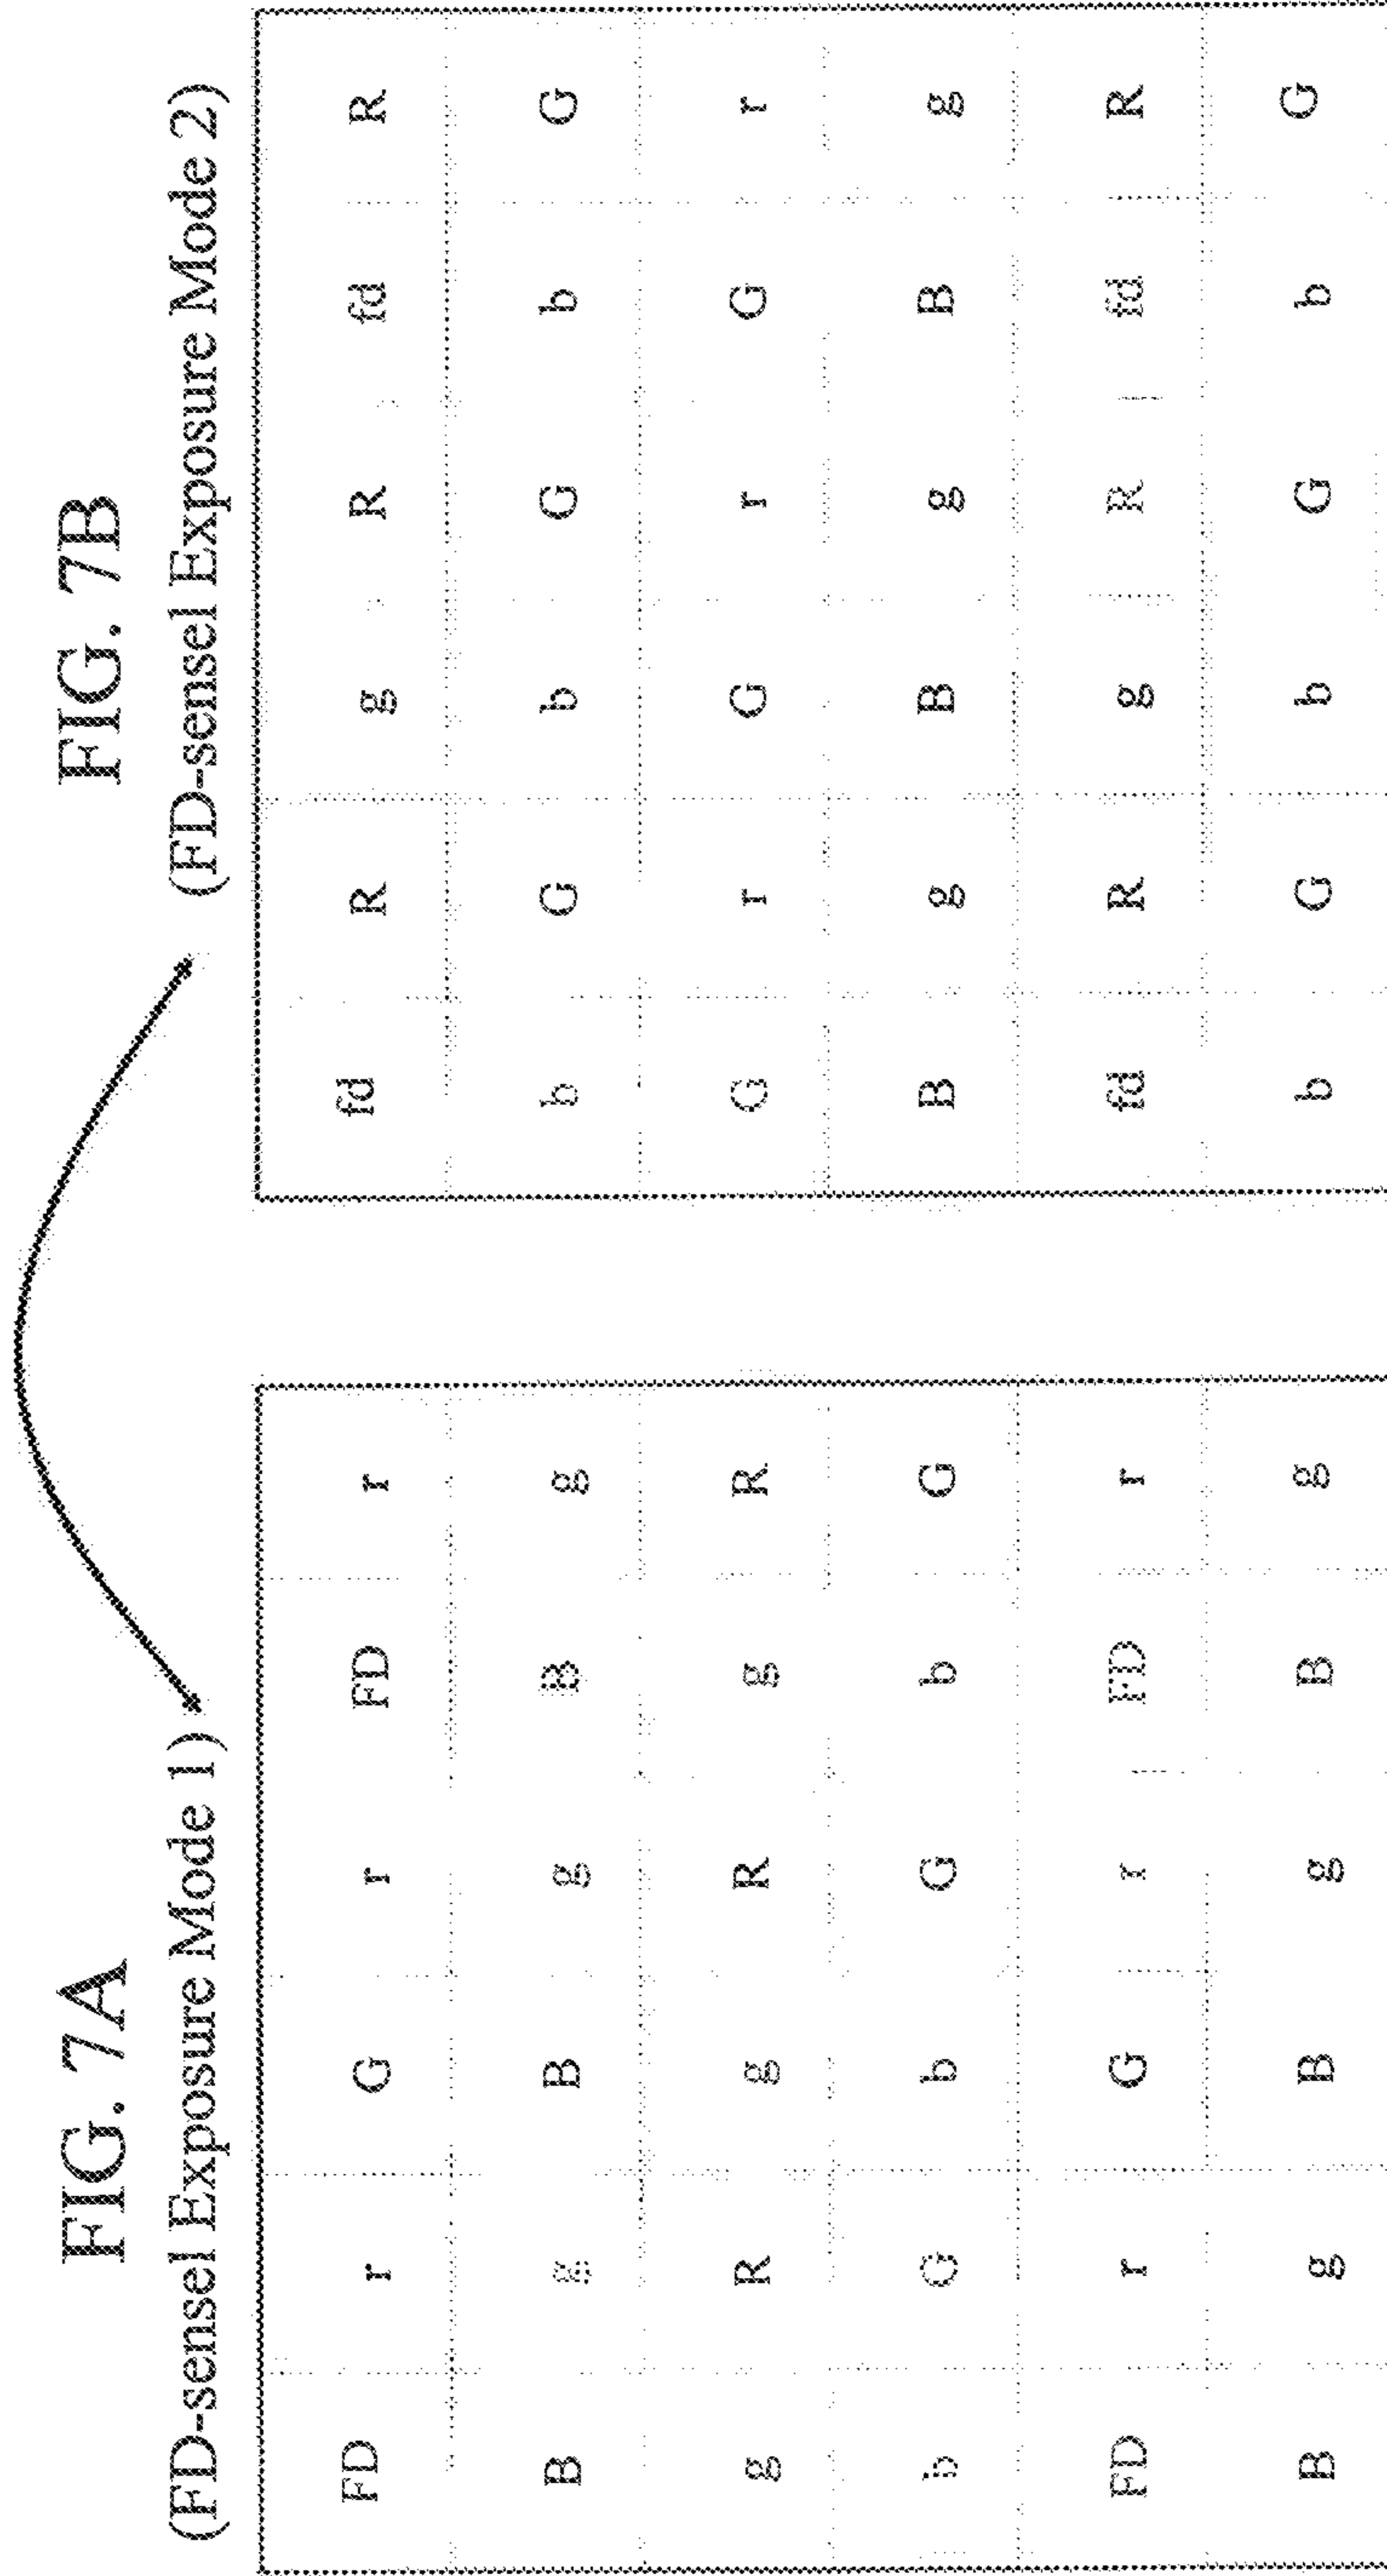 FIG. 7A
(FD-sensel Exposure Mode 1)
FD r G r FD r
B g B g B g
g R g R g R
b G b G b G
FD r G r FD r
B g B g B g
FIG. 7B
(FD-sensel Exposure Mode 2)
fd R g R fd R
b G b G b G
G r G r G r
B g B g B g
fd R g R fd R
b G b G b G